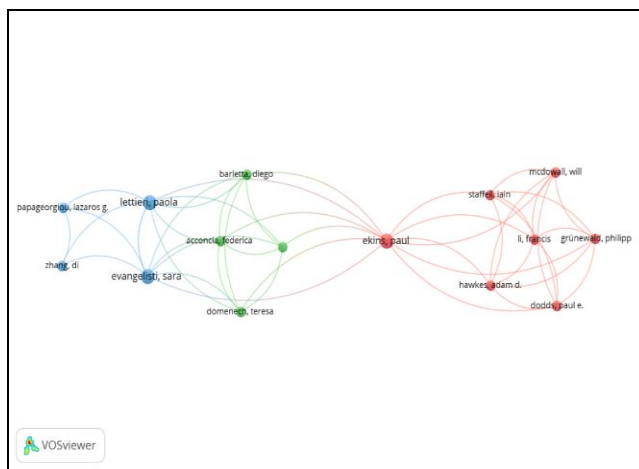 mcdowall, will
barletta, diego
staffell, iain
lettieri, paola
papageorgiou, lazaros g.
acconcia, federica
ekins, paul
li, francis
grünewald, philipp
zhang, di
evangelisti, sara
hawkes, adam d.
domenech, teresa
dodds, paul e.
VOSviewer